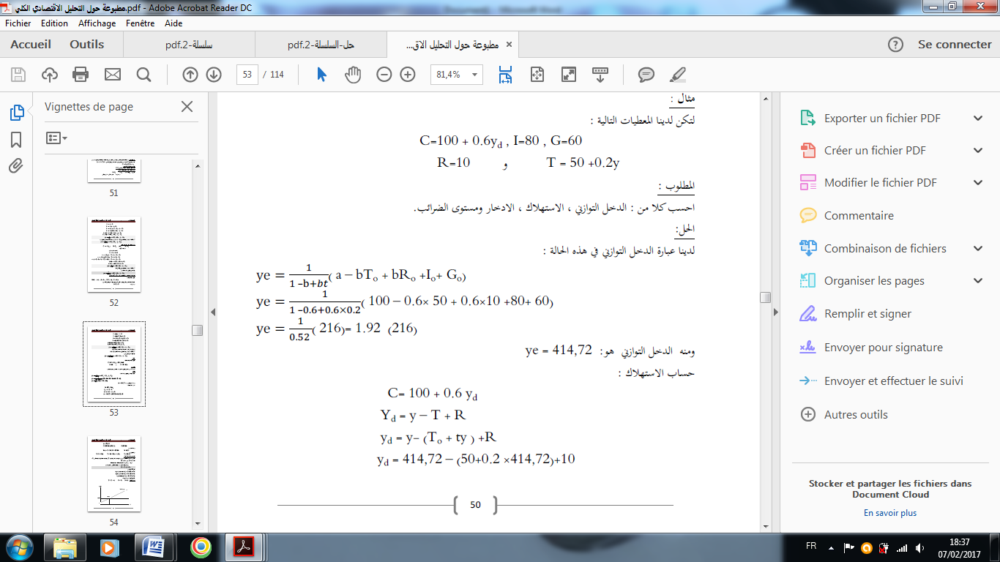 مطبوعة حول التحليل الاقتصادي الكلي.pdf - Adobe Acrobat Reader DC
Fichier Edition Affichage Fenêtre Aide
Accueil Outils سلسلة-2.pdf حل-السلسلة-2.pdf مطبوعة حول التحليل الاق... × ? Se connecter
53 / 114 81,4%
Vignettes de page
51
52
53
54
مثال :
لتكن لدينا المعطيات التالية :
C=100 + 0.6y_d , I=80 , G=60
R=10 و T = 50 +0.2y
المطلوب :
احسب كلا من : الدخل التوازني ، الاستهلاك ، الادخار ومستوى الضرائب.
الحل:
لدينا عبارة الدخل التوازني في هذه الحالة :
ye = 1/(1 −b+bt) ( a – bT_o + bR_o +I_o+ G_o)
ye = 1/(1 −0.6+0.6×0.2) ( 100 – 0.6× 50 + 0.6×10 +80+ 60)
ye = 1/0.52 ( 216)= 1.92 (216)
ومنه الدخل التوازني هو: ye = 414,72
حساب الاستهلاك :
C= 100 + 0.6 y_d
Y_d = y – T + R
y_d = y– (T_o + ty ) +R
y_d = 414,72 – (50+0.2 ×414,72)+10
50
Exporter un fichier PDF
Créer un fichier PDF
Modifier le fichier PDF
Commentaire
Combinaison de fichiers
Organiser les pages
Remplir et signer
Envoyer pour signature
Envoyer et effectuer le suivi
Autres outils
Stocker et partager les fichiers dans
Document Cloud
En savoir plus
FR 18:37
07/02/2017